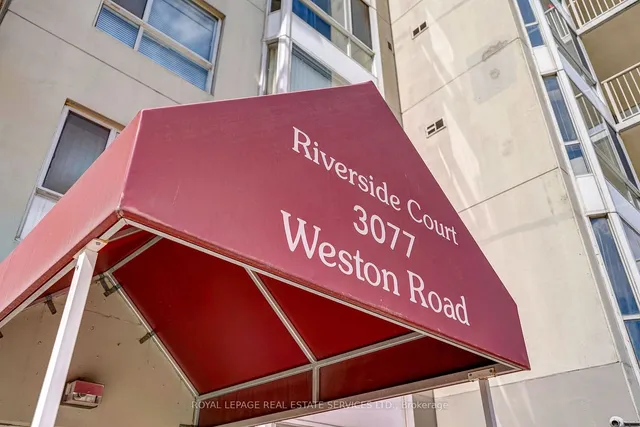 Riverside Court
3077
Weston Road
ROYAL LEPAGE REAL ESTATE SERVICES LTD., brokerage